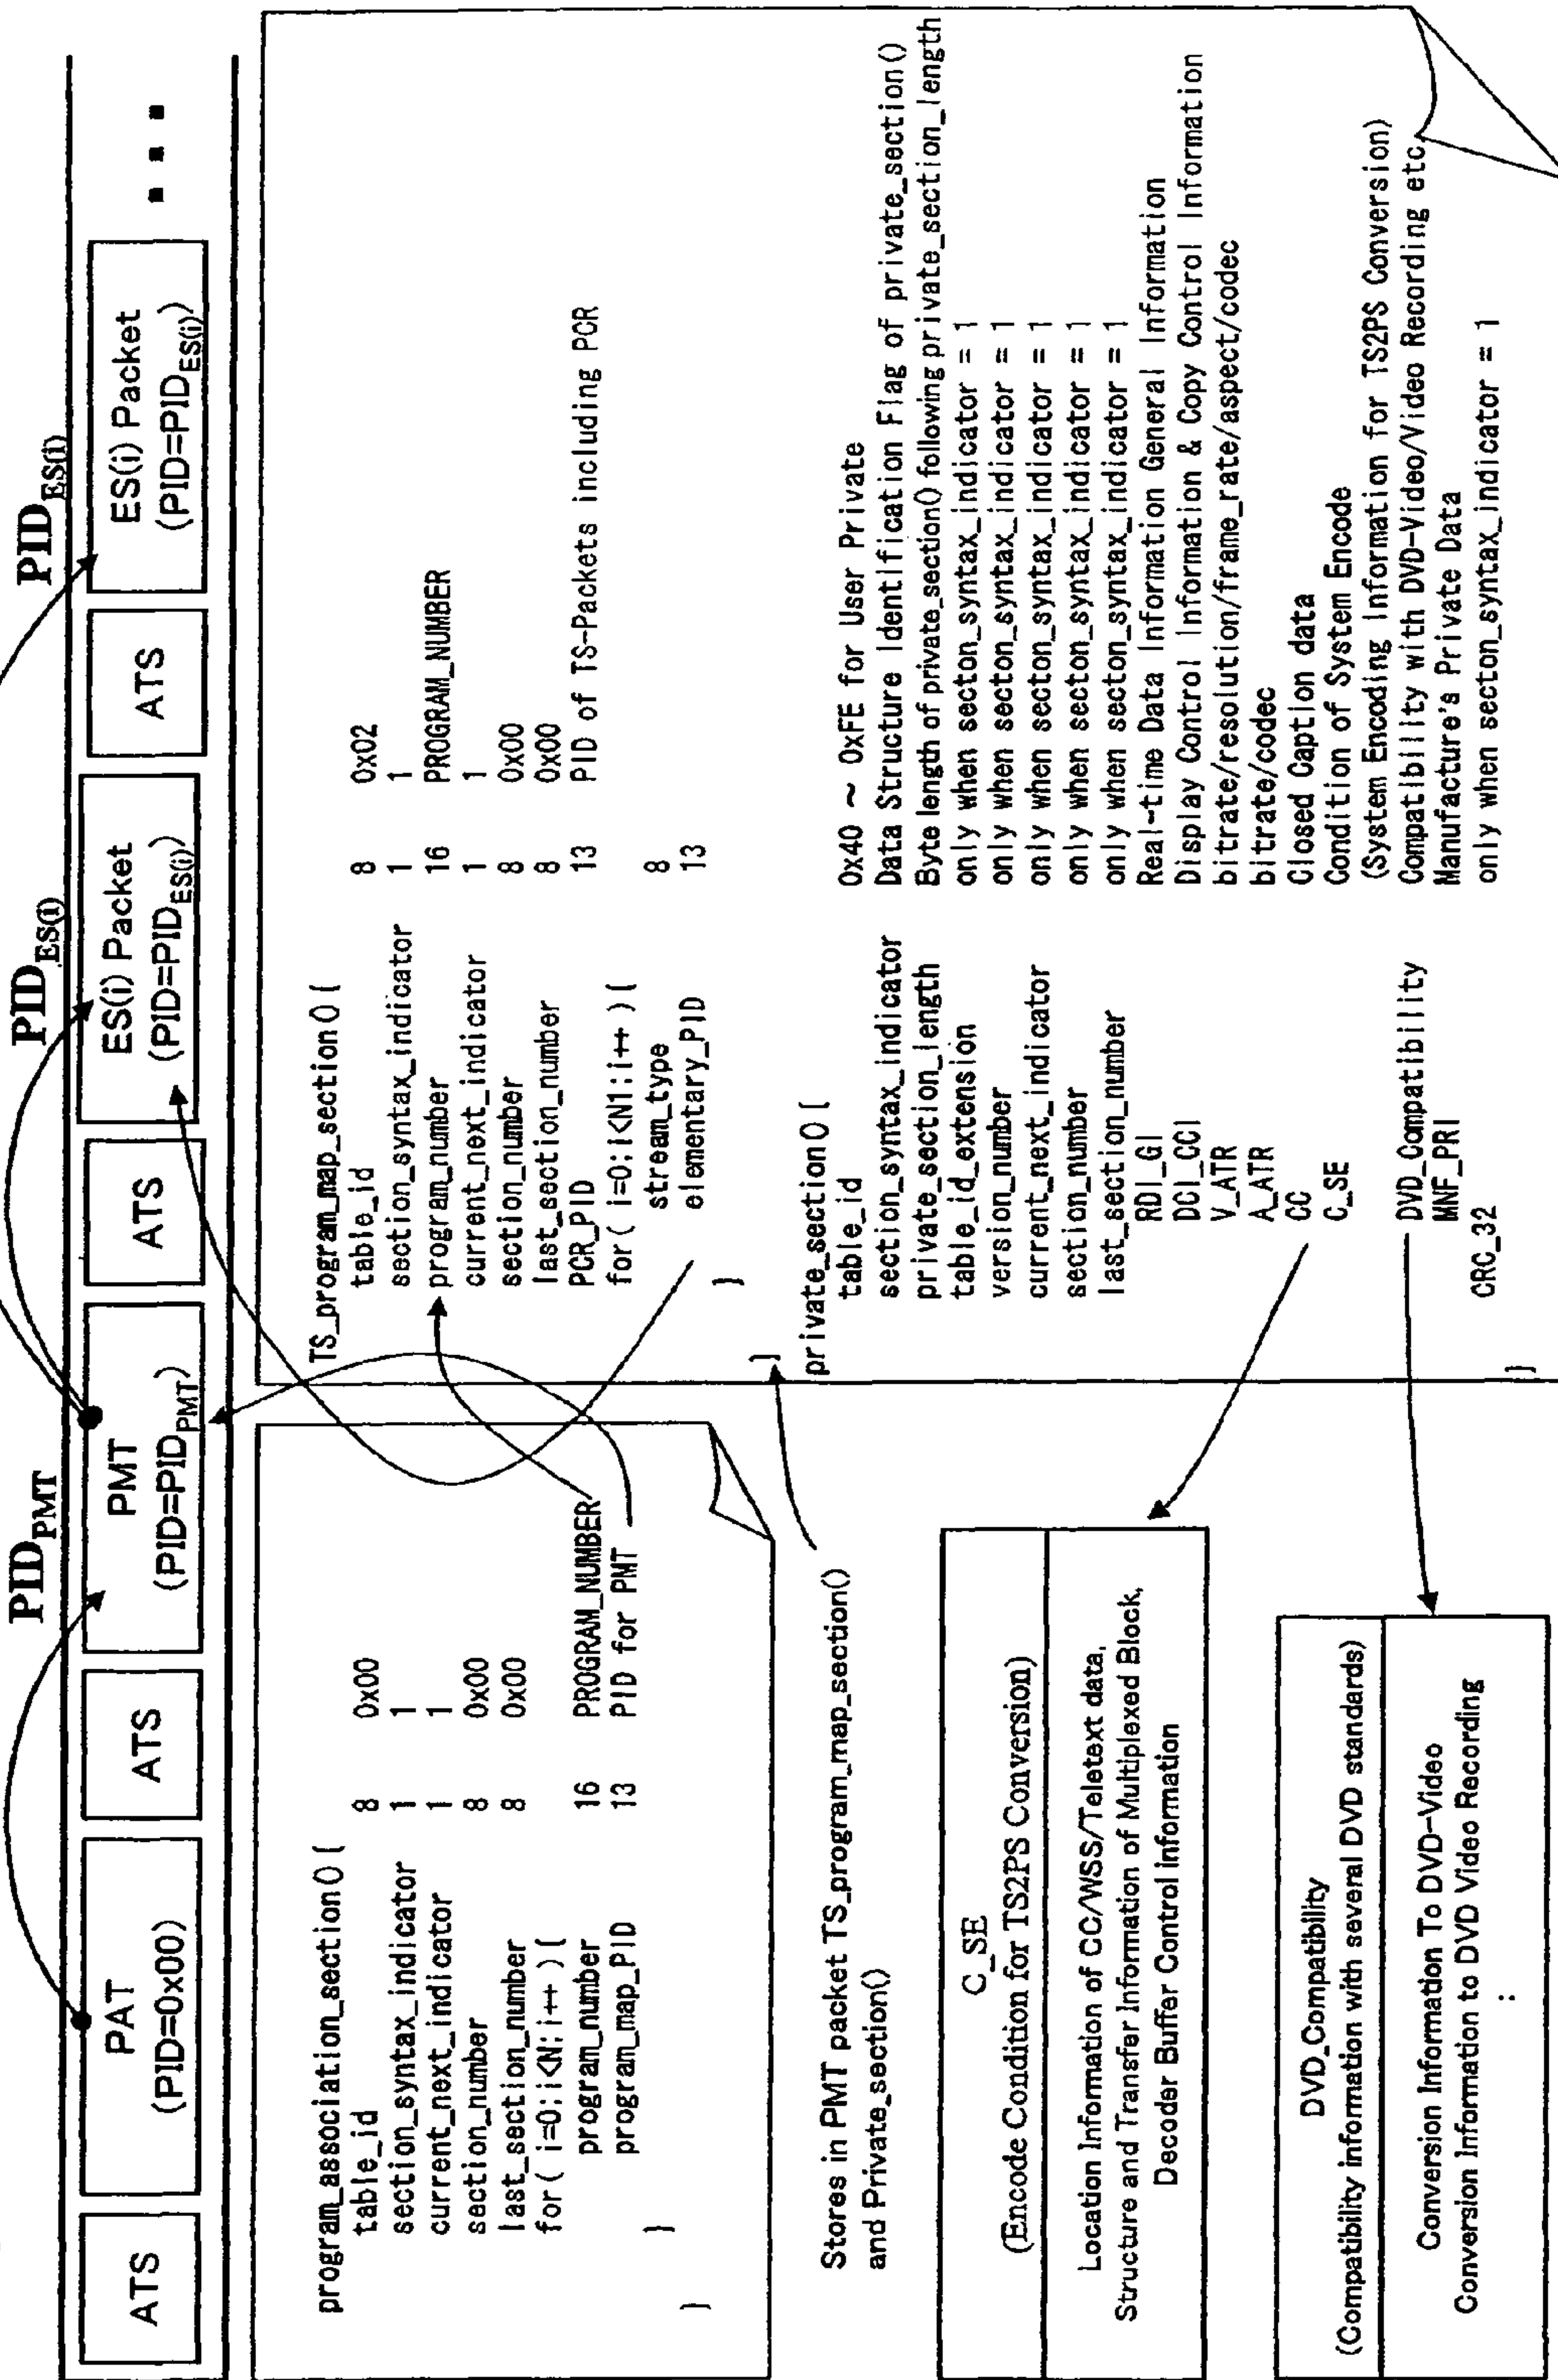 PID_PMT PID_ES(i) PID_ES(i)
ATS
PAT
(PID=0x00)
ATS
PMT
(PID=PID_PMT)
ATS
ES(i) Packet
(PID=PID_ES(i))
ATS
ES(i) Packet
(PID=PID_ES(i))
...
program_association_section() {
table_id 8 0x00
section_syntax_indicator 1 1
current_next_indicator 1 1
section_number 8 0x00
last_section_number 8 0x00
for( i=0;i<N;i++ ){
program_number 16 PROGRAM_NUMBER
program_map_PID 13 PID for PMT
}
}
TS_program_map_section() {
table_id 8 0x02
section_syntax_indicator 1 1
program_number 16 PROGRAM_NUMBER
current_next_indicator 1 1
section_number 8 0x00
last_section_number 8 0x00
PCR_PID 13 PID of TS-Packets including PCR
for( i=0;i<N1;i++ ){
stream_type 8
elementary_PID 13
}
}
private_section() {
table_id 0x40 ~ 0xFE for User Private
section_syntax_indicator Data Structure Identification Flag of private_section()
private_section_length Byte length of private_section() following private_section_length
table_id_extension only when secton_syntax_indicator = 1
version_number only when secton_syntax_indicator = 1
current_next_indicator only when secton_syntax_indicator = 1
section_number only when secton_syntax_indicator = 1
last_section_number only when secton_syntax_indicator = 1
RDI_GI Real-time Data Information General Information
DCI_CCI Display Control Information & Copy Control Information
V_ATR bitrate/resolution/frame_rate/aspect/codec
A_ATR bitrate/codec
CC Closed Caption data
C_SE Condition of System Encode
(System Encoding Information for TS2PS Conversion)
DVD_Compatibility Compatibility with DVD-Video/Video Recording etc.
MNF_PRI Manufacture's Private Data
CRC_32 only when secton_syntax_indicator = 1
}
Stores in PMT packet TS_program_map_section()
and Private_section()
C_SE
(Encode Condition for TS2PS Conversion)
Location Information of CC/WSS/Teletext data,
Structure and Transfer Information of Multiplexed Block,
Decoder Buffer Control information
DVD_Compatibility
(Compatibility information with several DVD standards)
Conversion Information To DVD-Video
Conversion Information to DVD Video Recording
: